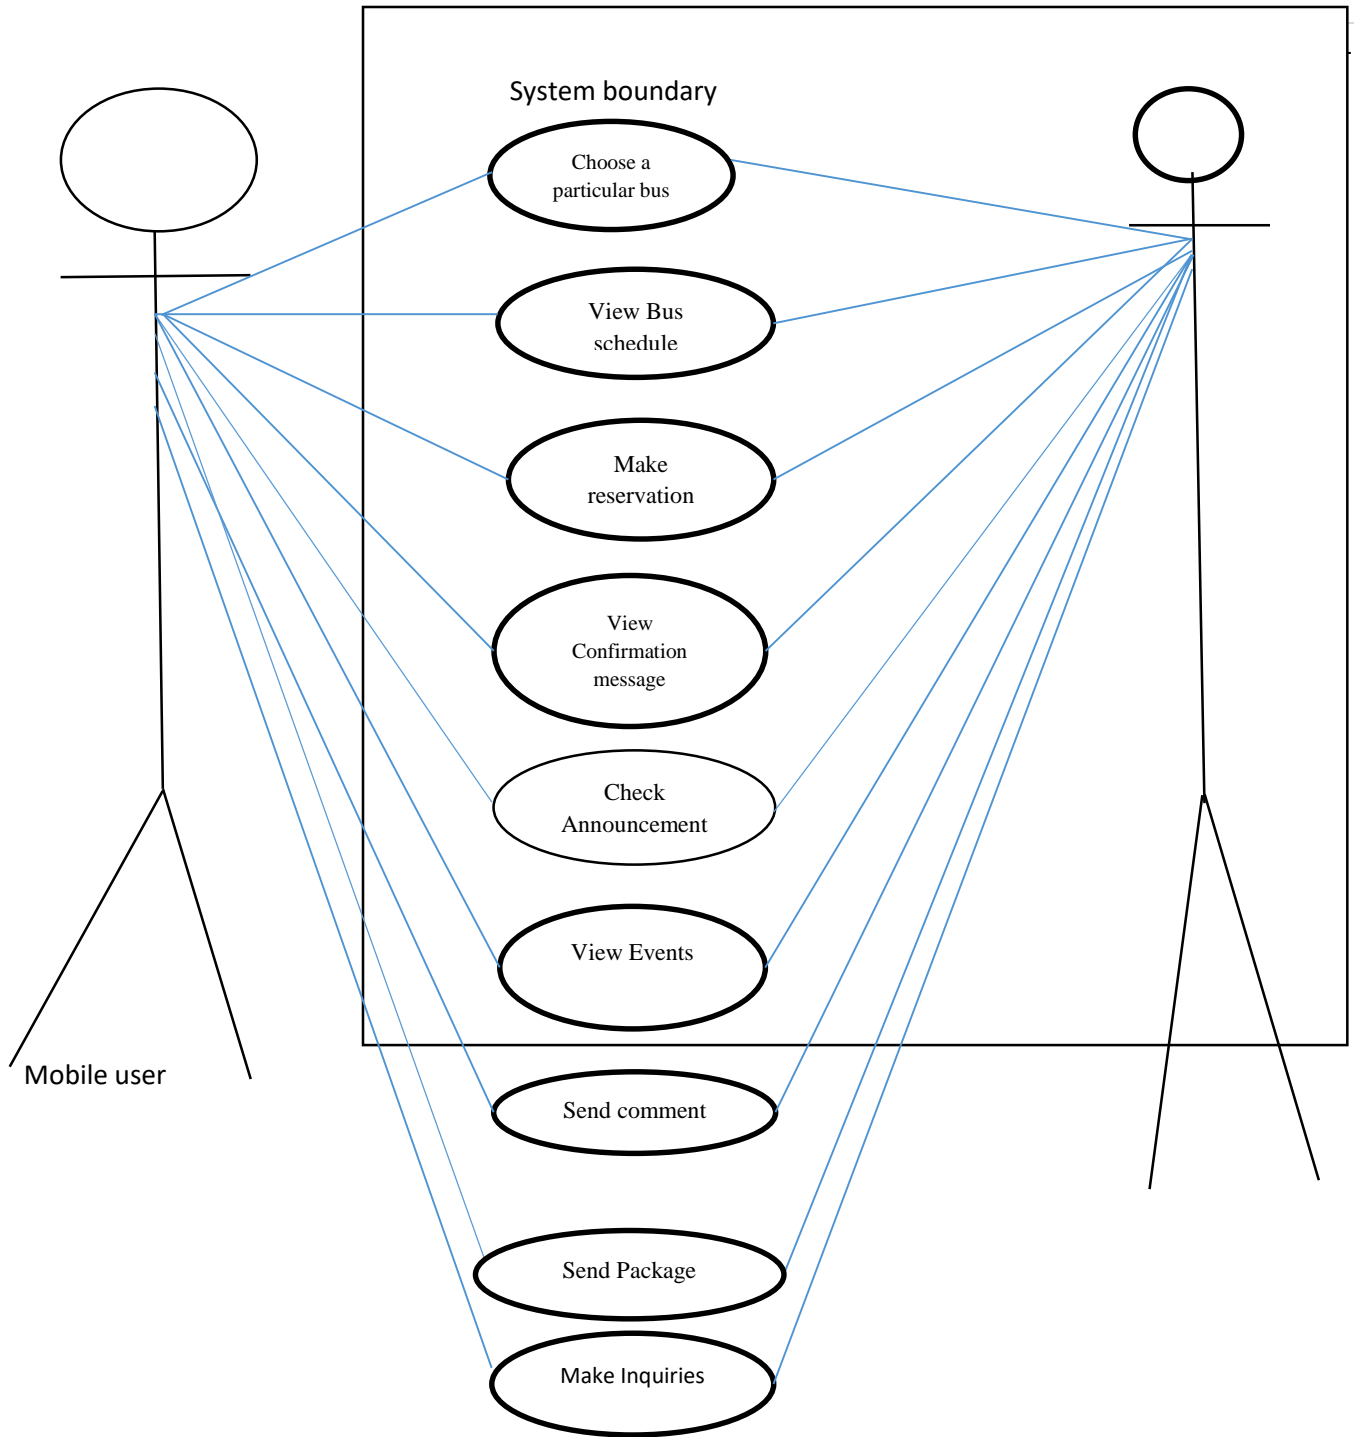 System boundary
Choose a
particular bus
View Bus
schedule
Make
reservation
View
Confirmation
message
Check
Announcement
View Events
Mobile user
Send comment
Send Package
Make Inquiries